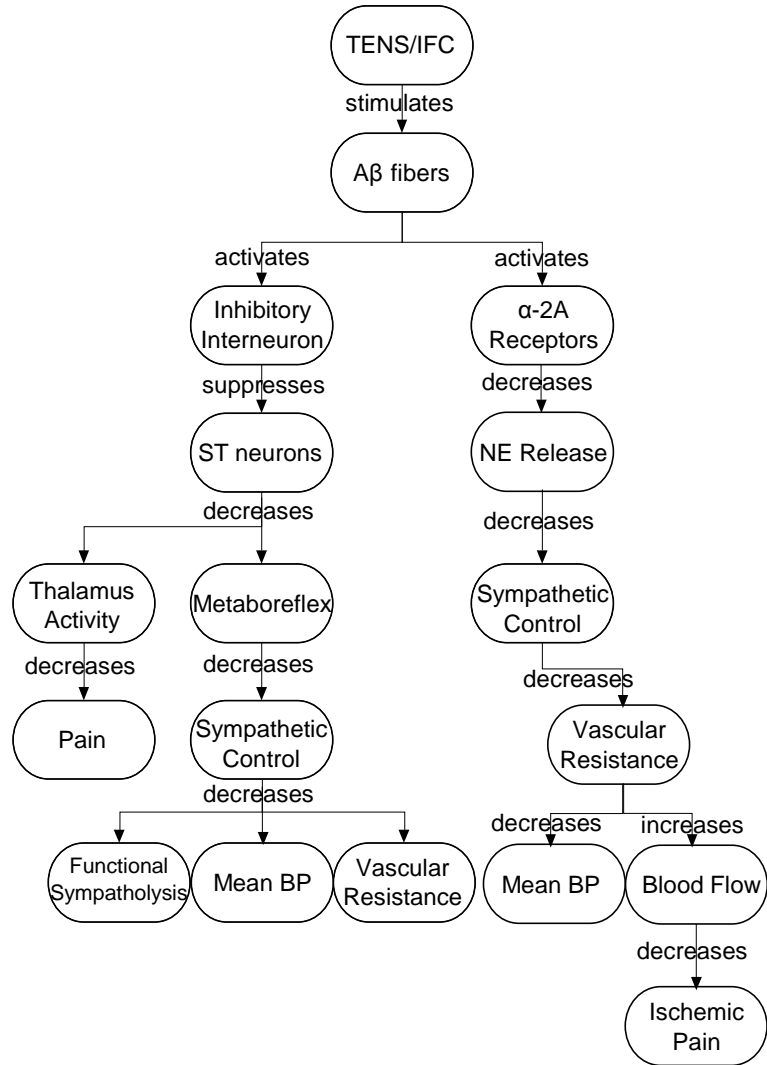 TENS/IFC
stimulates
Aβ fibers
activates
activates
Inhibitory
Interneuron
α-2A
Receptors
suppresses
decreases
ST neurons
NE Release
decreases
decreases
Thalamus
Activity
Metaboreflex
Sympathetic
Control
decreases
decreases
decreases
Pain
Sympathetic
Control
Vascular
Resistance
decreases
decreases
increases
Functional
Sympatholysis
Mean BP
Vascular
Resistance
Mean BP
Blood Flow
decreases
Ischemic
Pain